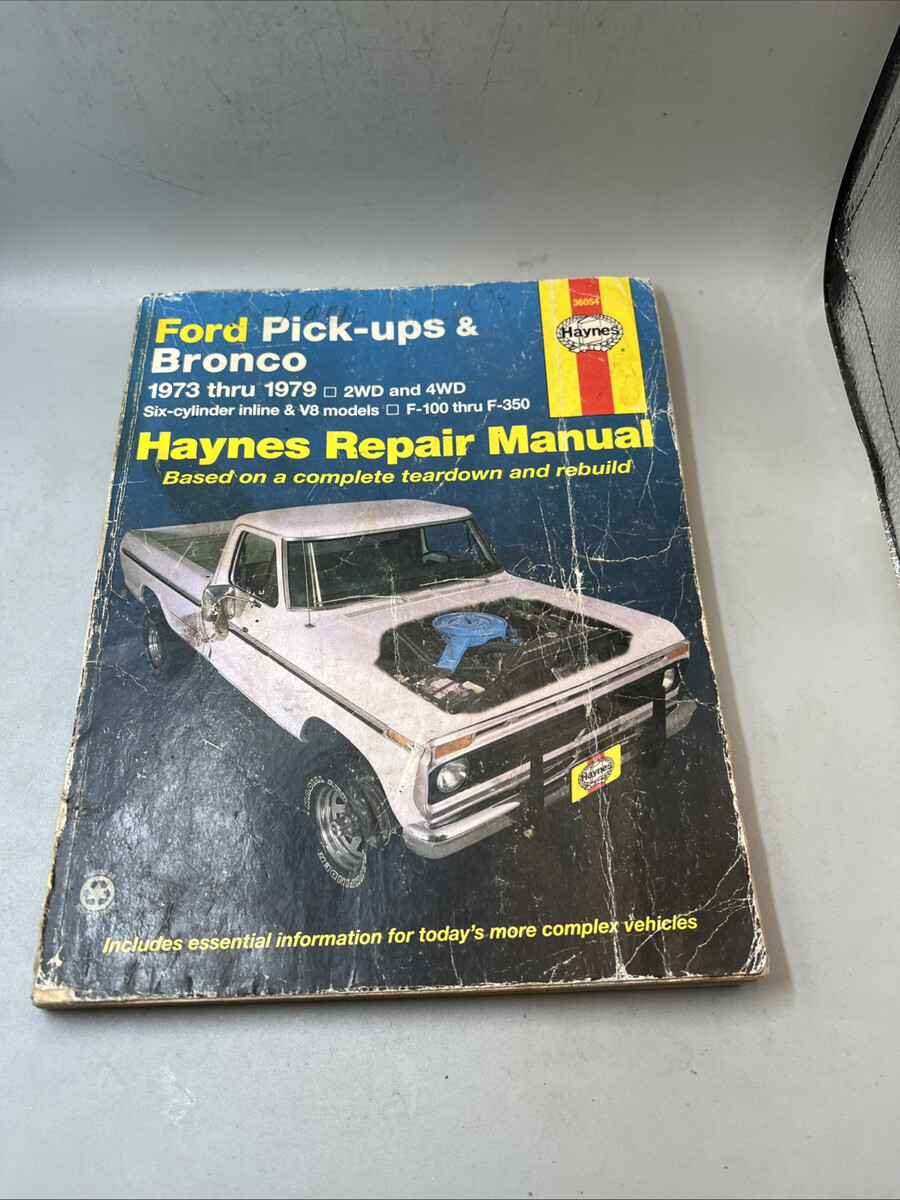 36054
Haynes
Ford Pick-ups &
Bronco
1973 thru 1979 □ 2WD and 4WD
Six-cylinder inline & V8 models □ F-100 thru F-350
Haynes Repair Manual
Based on a complete teardown and rebuild
Haynes
Includes essential information for today's more complex vehicles